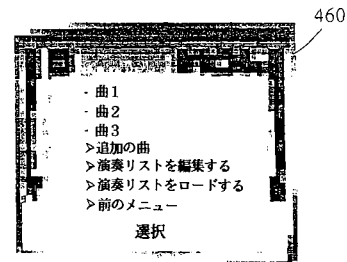 460
- 曲1
- 曲2
- 曲3
>追加の曲
>演奏リストを編集する
>演奏リストをロードする
>前のメニュー
選択